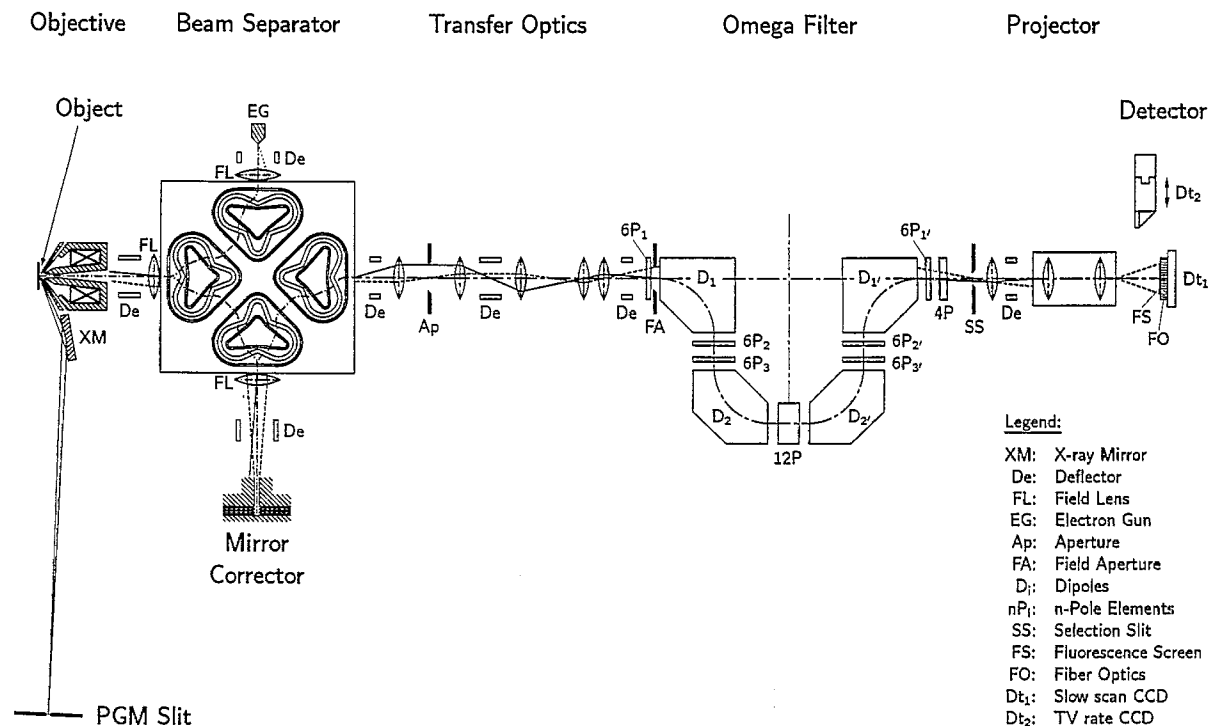 Objective
Beam Separator
Transfer Optics
Omega Filter
Projector
Object
EG
De
FL
Detector
Dt₂
FL
De
XM
De
Ap
De
De
FA
6P₁
D₁
D₁′
6P₁′
4P
SS
De
FS
FO
Dt₁
6P₂
6P₃
6P₂′
6P₃′
D₂
D₂′
12P
FL
De
Mirror
Corrector
PGM Slit
Legend:
XM: X-ray Mirror
De: Deflector
FL: Field Lens
EG: Electron Gun
Ap: Aperture
FA: Field Aperture
Dᵢ: Dipoles
nPᵢ: n-Pole Elements
SS: Selection Slit
FS: Fluorescence Screen
FO: Fiber Optics
Dt₁: Slow scan CCD
Dt₂: TV rate CCD